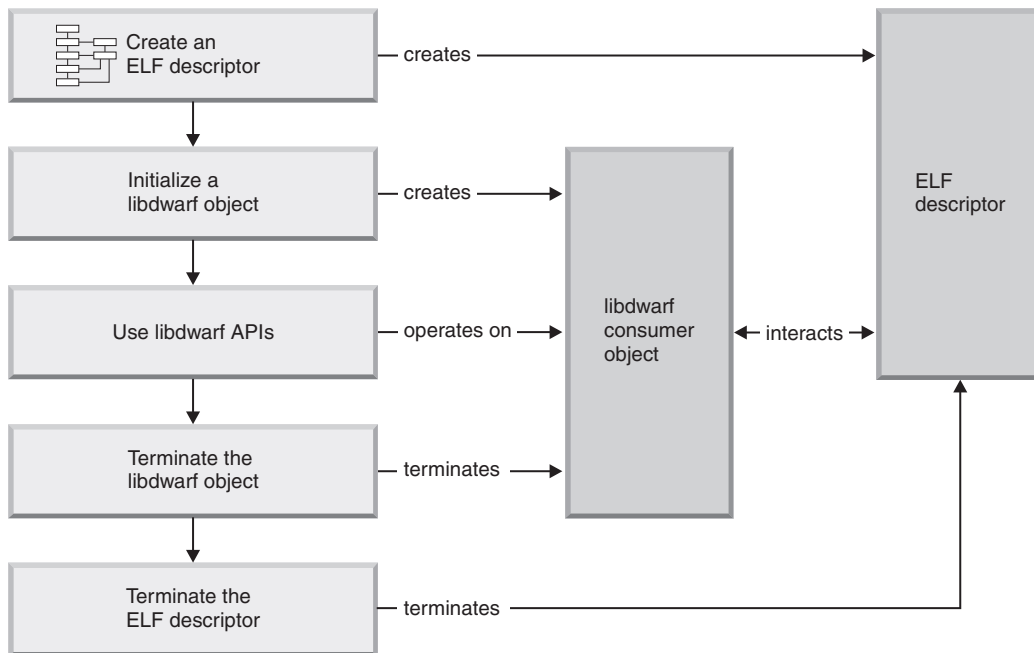 Create an
ELF descriptor
creates
Initialize a
libdwarf object
creates
ELF
descriptor
Use libdwarf APIs
operates on
libdwarf
consumer
object
interacts
Terminate the
libdwarf object
terminates
Terminate the
ELF descriptor
terminates